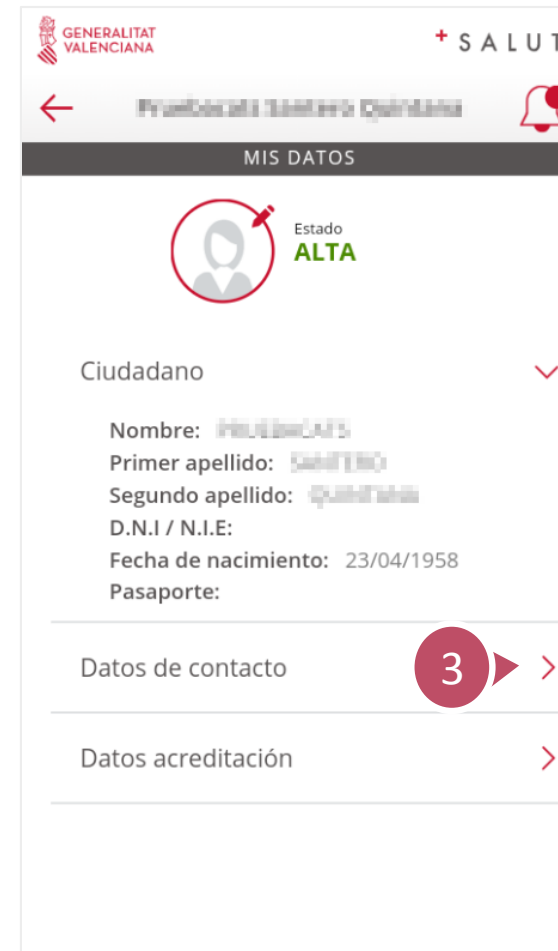 GENERALITAT
VALENCIANA
+ SALUT
MIS DATOS
Estado
ALTA
Ciudadano
Nombre:
Primer apellido:
Segundo apellido:
D.N.I / N.I.E:
Fecha de nacimiento: 23/04/1958
Pasaporte:
Datos de contacto
3
Datos acreditación